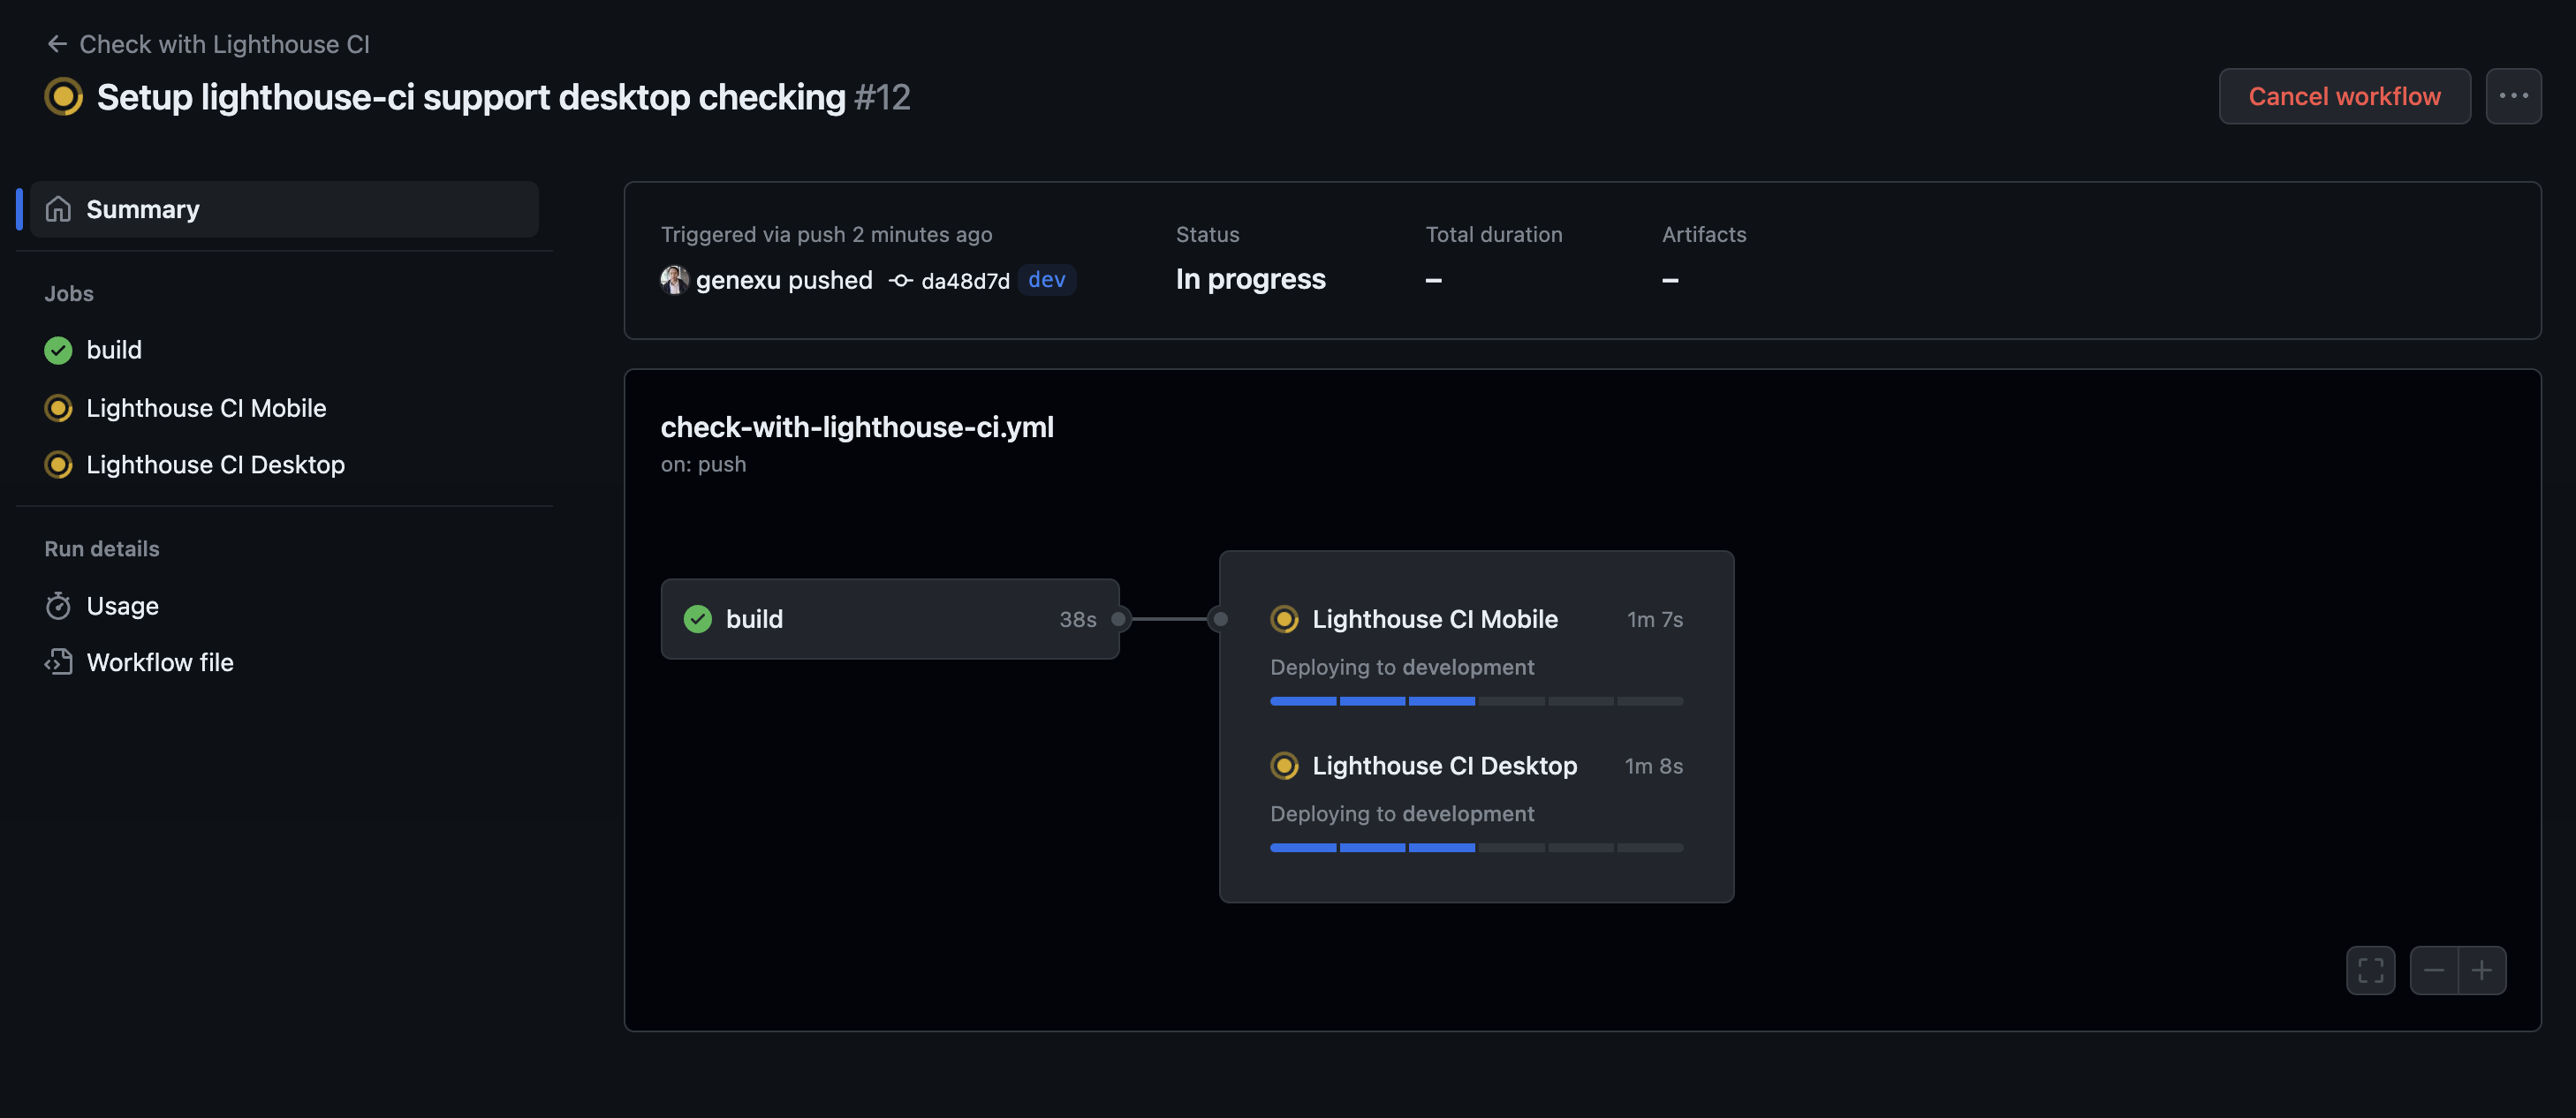 Check with Lighthouse CI
Setup lighthouse-ci support desktop checking #12
Cancel workflow
Summary
Jobs
build
Lighthouse CI Mobile
Lighthouse CI Desktop
Run details
Usage
Workflow file
Triggered via push 2 minutes ago
genexu pushed da48d7d dev
Status
In progress
Total duration
–
Artifacts
–
check-with-lighthouse-ci.yml
on: push
build 38s
Lighthouse CI Mobile 1m 7s
Deploying to development
Lighthouse CI Desktop 1m 8s
Deploying to development